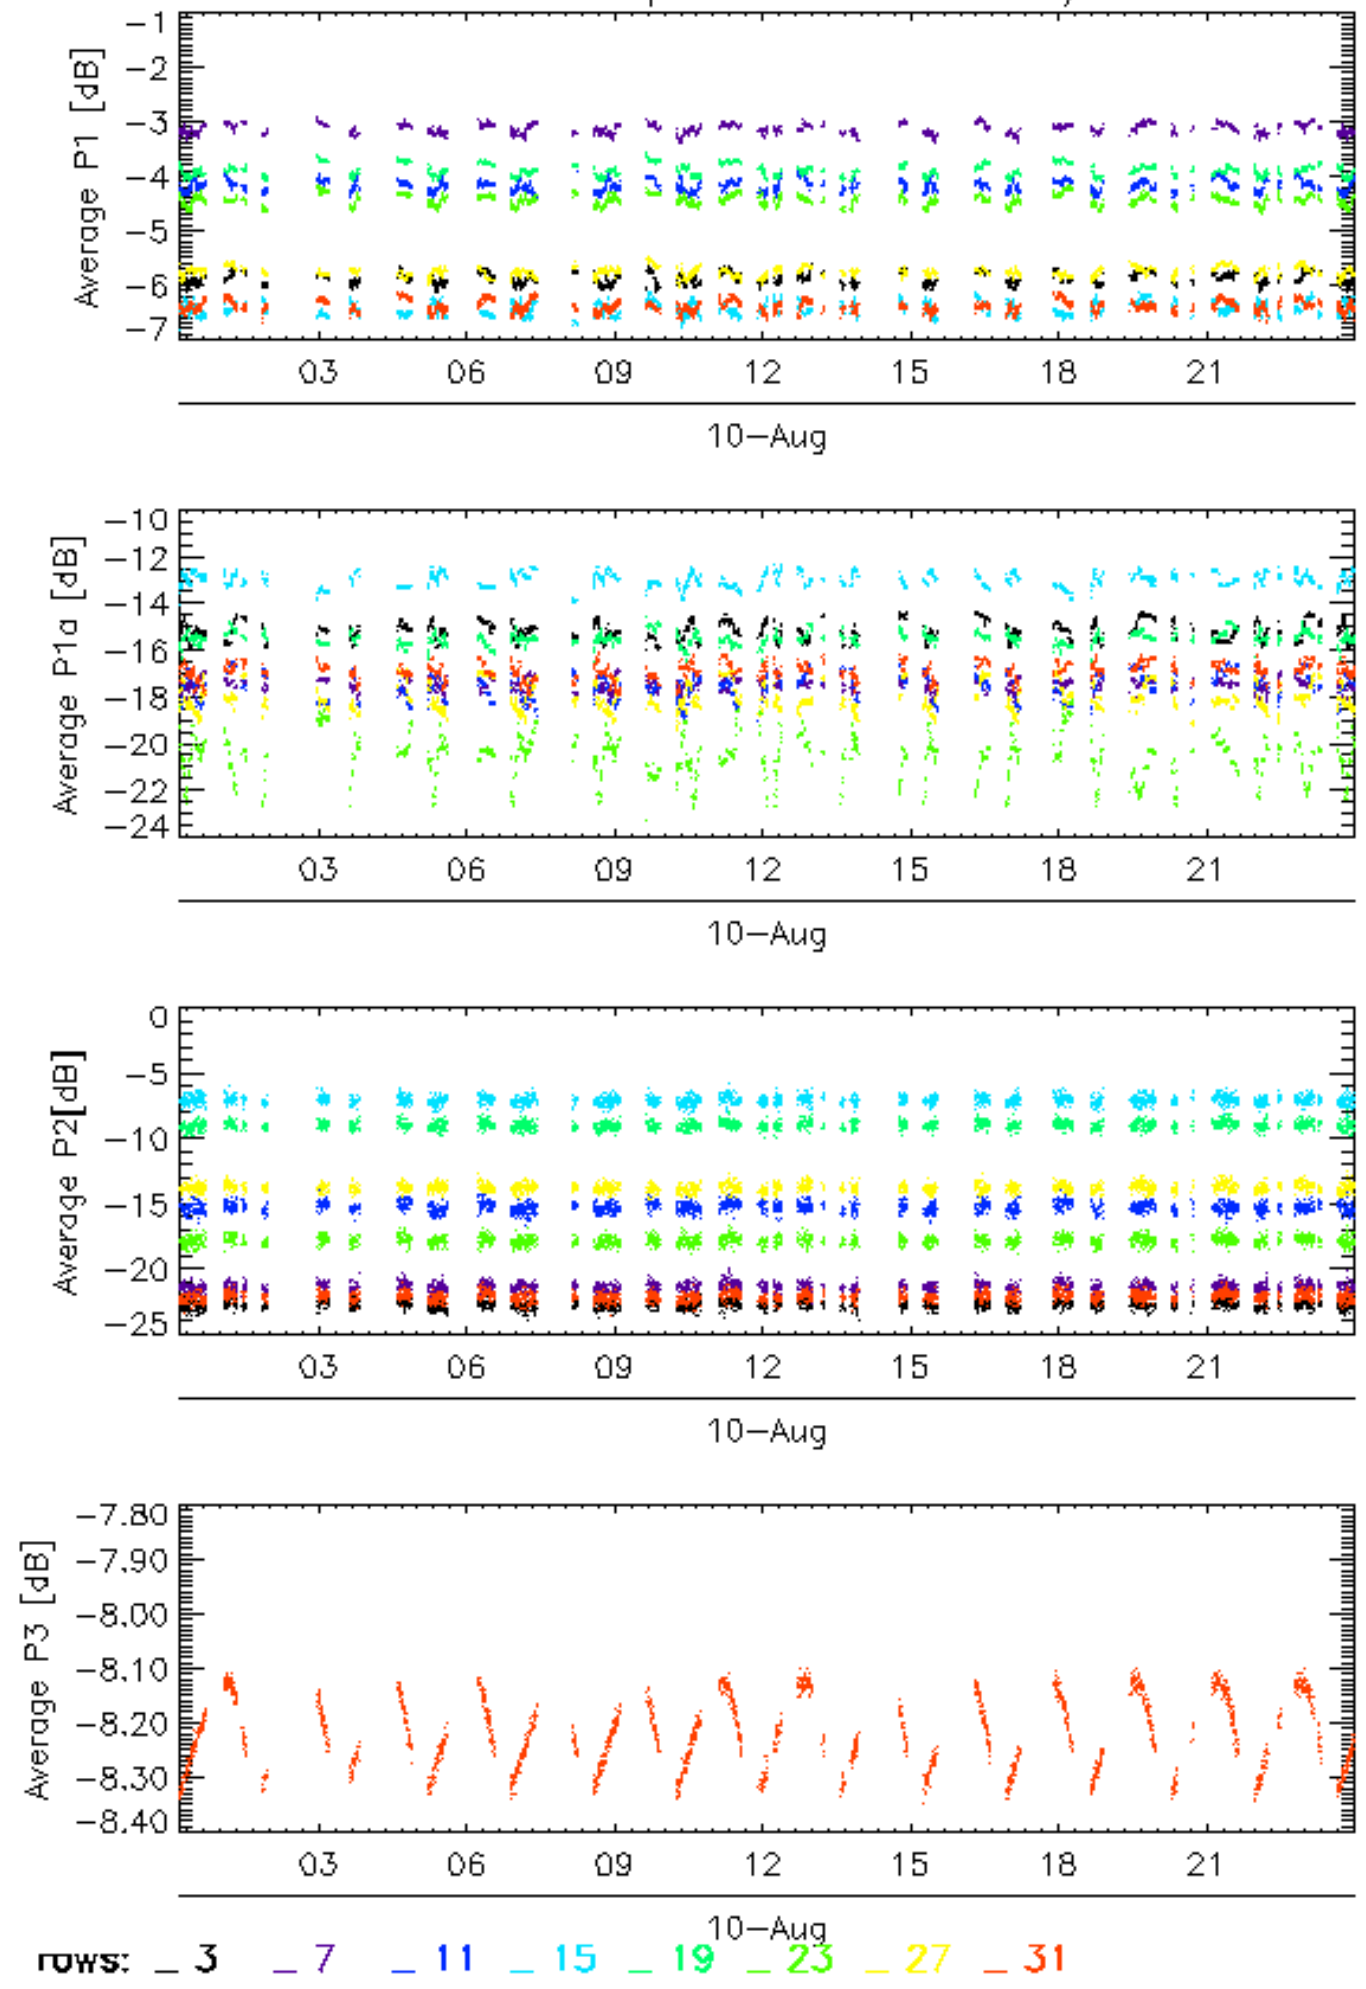 -1
-2
-3
-4
-5
-6
-7
Average P1 [dB]
03 06 09 12 15 18 21
10-Aug
-10
-12
-14
-16
-18
-20
-22
-24
Average P1a [dB]
03 06 09 12 15 18 21
10-Aug
0
-5
-10
-15
-20
-25
Average P2[dB]
03 06 09 12 15 18 21
10-Aug
-7.80
-7.90
-8.00
-8.10
-8.20
-8.30
-8.40
Average P3 [dB]
03 06 09 12 15 18 21
10-Aug
rows: _ 3 _ 7 _ 11 _ 15 _ 19 _ 23 _ 27 _ 31